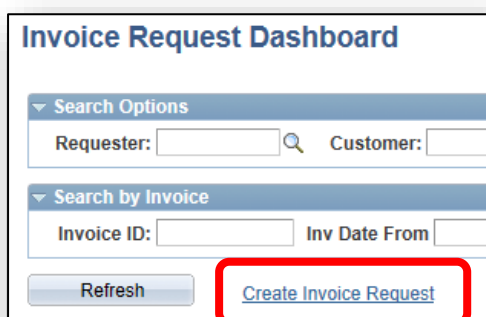 Invoice Request Dashboard
Search Options
Requester: Customer:
Search by Invoice
Invoice ID: Inv Date From
Refresh Create Invoice Request